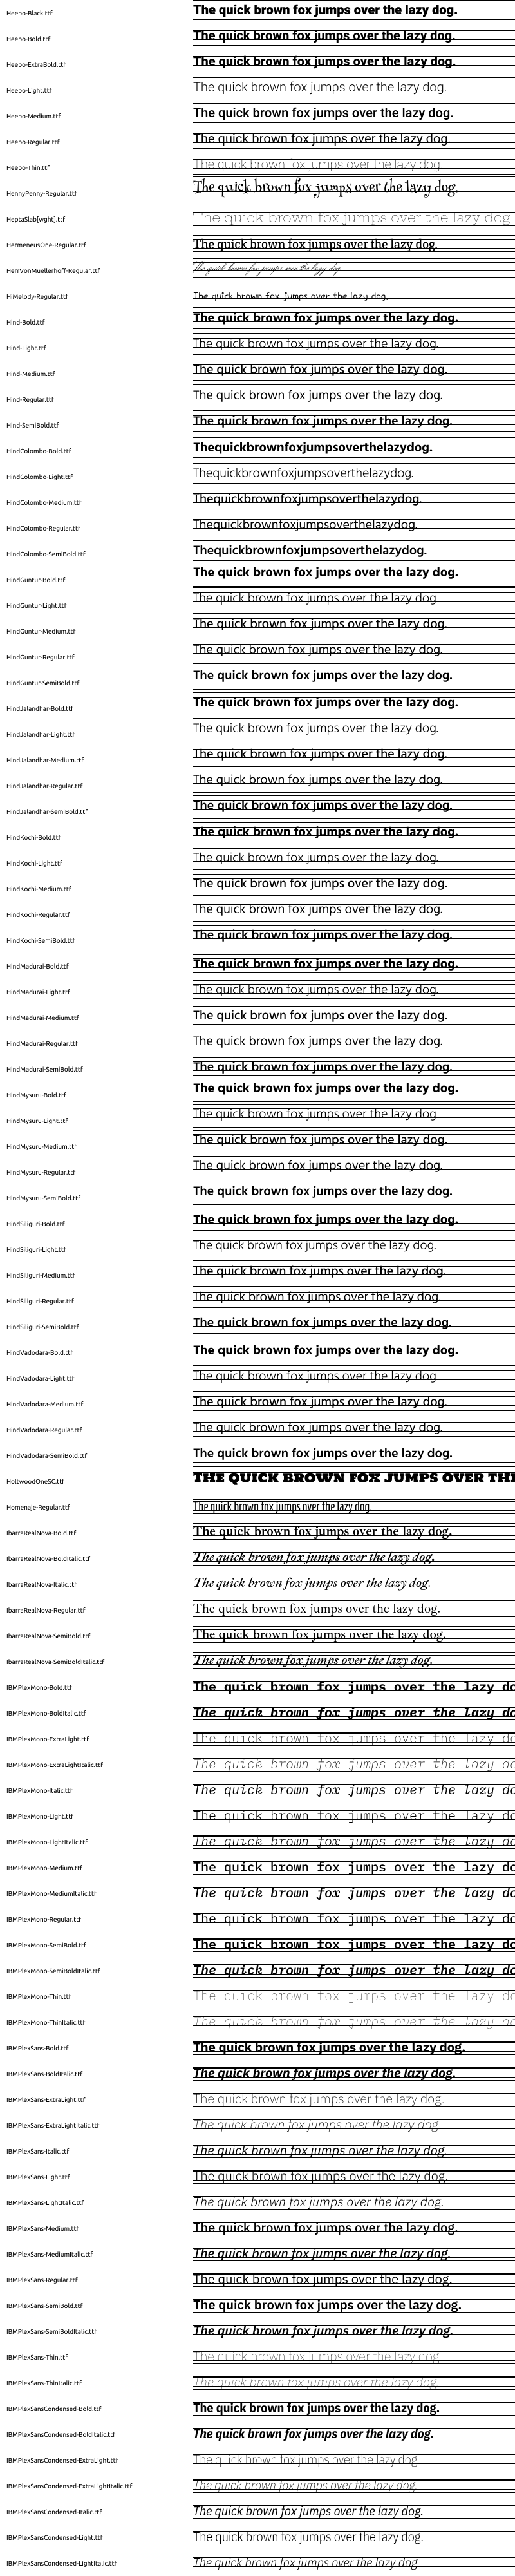 Heebo-Black.ttf The quick brown fox jumps over the lazy dog.
Heebo-Bold.ttf The quick brown fox jumps over the lazy dog.
Heebo-ExtraBold.ttf The quick brown fox jumps over the lazy dog.
Heebo-Light.ttf The quick brown fox jumps over the lazy dog.
Heebo-Medium.ttf The quick brown fox jumps over the lazy dog.
Heebo-Regular.ttf The quick brown fox jumps over the lazy dog.
Heebo-Thin.ttf The quick brown fox jumps over the lazy dog.
HennyPenny-Regular.ttf The quick brown fox jumps over the lazy dog.
HeptaSlab[wght].ttf The quick brown fox jumps over the lazy dog
HermeneusOne-Regular.ttf The quick brown fox jumps over the lazy dog.
HerrVonMuellerhoff-Regular.ttf The quick brown fox jumps over the lazy dog
HiMelody-Regular.ttf The quick brown fox jumps over the lazy dog.
Hind-Bold.ttf The quick brown fox jumps over the lazy dog.
Hind-Light.ttf The quick brown fox jumps over the lazy dog.
Hind-Medium.ttf The quick brown fox jumps over the lazy dog.
Hind-Regular.ttf The quick brown fox jumps over the lazy dog.
Hind-SemiBold.ttf The quick brown fox jumps over the lazy dog.
HindColombo-Bold.ttf Thequickbrownfoxjumpsoverthelazydog.
HindColombo-Light.ttf Thequickbrownfoxjumpsoverthelazydog.
HindColombo-Medium.ttf Thequickbrownfoxjumpsoverthelazydog.
HindColombo-Regular.ttf Thequickbrownfoxjumpsoverthelazydog.
HindColombo-SemiBold.ttf Thequickbrownfoxjumpsoverthelazydog.
HindGuntur-Bold.ttf The quick brown fox jumps over the lazy dog.
HindGuntur-Light.ttf The quick brown fox jumps over the lazy dog.
HindGuntur-Medium.ttf The quick brown fox jumps over the lazy dog.
HindGuntur-Regular.ttf The quick brown fox jumps over the lazy dog.
HindGuntur-SemiBold.ttf The quick brown fox jumps over the lazy dog.
HindJalandhar-Bold.ttf The quick brown fox jumps over the lazy dog.
HindJalandhar-Light.ttf The quick brown fox jumps over the lazy dog.
HindJalandhar-Medium.ttf The quick brown fox jumps over the lazy dog.
HindJalandhar-Regular.ttf The quick brown fox jumps over the lazy dog.
HindJalandhar-SemiBold.ttf The quick brown fox jumps over the lazy dog.
HindKochi-Bold.ttf The quick brown fox jumps over the lazy dog.
HindKochi-Light.ttf The quick brown fox jumps over the lazy dog.
HindKochi-Medium.ttf The quick brown fox jumps over the lazy dog.
HindKochi-Regular.ttf The quick brown fox jumps over the lazy dog.
HindKochi-SemiBold.ttf The quick brown fox jumps over the lazy dog.
HindMadurai-Bold.ttf The quick brown fox jumps over the lazy dog.
HindMadurai-Light.ttf The quick brown fox jumps over the lazy dog.
HindMadurai-Medium.ttf The quick brown fox jumps over the lazy dog.
HindMadurai-Regular.ttf The quick brown fox jumps over the lazy dog.
HindMadurai-SemiBold.ttf The quick brown fox jumps over the lazy dog.
HindMysuru-Bold.ttf The quick brown fox jumps over the lazy dog.
HindMysuru-Light.ttf The quick brown fox jumps over the lazy dog.
HindMysuru-Medium.ttf The quick brown fox jumps over the lazy dog.
HindMysuru-Regular.ttf The quick brown fox jumps over the lazy dog.
HindMysuru-SemiBold.ttf The quick brown fox jumps over the lazy dog.
HindSiliguri-Bold.ttf The quick brown fox jumps over the lazy dog.
HindSiliguri-Light.ttf The quick brown fox jumps over the lazy dog.
HindSiliguri-Medium.ttf The quick brown fox jumps over the lazy dog.
HindSiliguri-Regular.ttf The quick brown fox jumps over the lazy dog.
HindSiliguri-SemiBold.ttf The quick brown fox jumps over the lazy dog.
HindVadodara-Bold.ttf The quick brown fox jumps over the lazy dog.
HindVadodara-Light.ttf The quick brown fox jumps over the lazy dog.
HindVadodara-Medium.ttf The quick brown fox jumps over the lazy dog.
HindVadodara-Regular.ttf The quick brown fox jumps over the lazy dog.
HindVadodara-SemiBold.ttf The quick brown fox jumps over the lazy dog.
HoltwoodOneSC.ttf THE QUICK BROWN FOX JUMPS OVER THE
Homenaje-Regular.ttf The quick brown fox jumps over the lazy dog.
IbarraRealNova-Bold.ttf The quick brown fox jumps over the lazy dog.
IbarraRealNova-BoldItalic.ttf The quick brown fox jumps over the lazy dog.
IbarraRealNova-Italic.ttf The quick brown fox jumps over the lazy dog.
IbarraRealNova-Regular.ttf The quick brown fox jumps over the lazy dog.
IbarraRealNova-SemiBold.ttf The quick brown fox jumps over the lazy dog.
IbarraRealNova-SemiBoldItalic.ttf The quick brown fox jumps over the lazy dog.
IBMPlexMono-Bold.ttf The quick brown fox jumps over the lazy do
IBMPlexMono-BoldItalic.ttf The quick brown fox jumps over the lazy do
IBMPlexMono-ExtraLight.ttf The quick brown fox jumps over the lazy do
IBMPlexMono-ExtraLightItalic.ttf The quick brown fox jumps over the lazy do
IBMPlexMono-Italic.ttf The quick brown fox jumps over the lazy do
IBMPlexMono-Light.ttf The quick brown fox jumps over the lazy do
IBMPlexMono-LightItalic.ttf The quick brown fox jumps over the lazy do
IBMPlexMono-Medium.ttf The quick brown fox jumps over the lazy do
IBMPlexMono-MediumItalic.ttf The quick brown fox jumps over the lazy do
IBMPlexMono-Regular.ttf The quick brown fox jumps over the lazy do
IBMPlexMono-SemiBold.ttf The quick brown fox jumps over the lazy do
IBMPlexMono-SemiBoldItalic.ttf The quick brown fox jumps over the lazy do
IBMPlexMono-Thin.ttf The quick brown fox jumps over the lazy do
IBMPlexMono-ThinItalic.ttf The quick brown fox jumps over the lazy do
IBMPlexSans-Bold.ttf The quick brown fox jumps over the lazy dog.
IBMPlexSans-BoldItalic.ttf The quick brown fox jumps over the lazy dog.
IBMPlexSans-ExtraLight.ttf The quick brown fox jumps over the lazy dog.
IBMPlexSans-ExtraLightItalic.ttf The quick brown fox jumps over the lazy dog.
IBMPlexSans-Italic.ttf The quick brown fox jumps over the lazy dog.
IBMPlexSans-Light.ttf The quick brown fox jumps over the lazy dog.
IBMPlexSans-LightItalic.ttf The quick brown fox jumps over the lazy dog.
IBMPlexSans-Medium.ttf The quick brown fox jumps over the lazy dog.
IBMPlexSans-MediumItalic.ttf The quick brown fox jumps over the lazy dog.
IBMPlexSans-Regular.ttf The quick brown fox jumps over the lazy dog.
IBMPlexSans-SemiBold.ttf The quick brown fox jumps over the lazy dog.
IBMPlexSans-SemiBoldItalic.ttf The quick brown fox jumps over the lazy dog.
IBMPlexSans-Thin.ttf The quick brown fox jumps over the lazy dog.
IBMPlexSans-ThinItalic.ttf The quick brown fox jumps over the lazy dog.
IBMPlexSansCondensed-Bold.ttf The quick brown fox jumps over the lazy dog.
IBMPlexSansCondensed-BoldItalic.ttf The quick brown fox jumps over the lazy dog.
IBMPlexSansCondensed-ExtraLight.ttf The quick brown fox jumps over the lazy dog.
IBMPlexSansCondensed-ExtraLightItalic.ttf The quick brown fox jumps over the lazy dog.
IBMPlexSansCondensed-Italic.ttf The quick brown fox jumps over the lazy dog.
IBMPlexSansCondensed-Light.ttf The quick brown fox jumps over the lazy dog.
IBMPlexSansCondensed-LightItalic.ttf The quick brown fox jumps over the lazy dog.